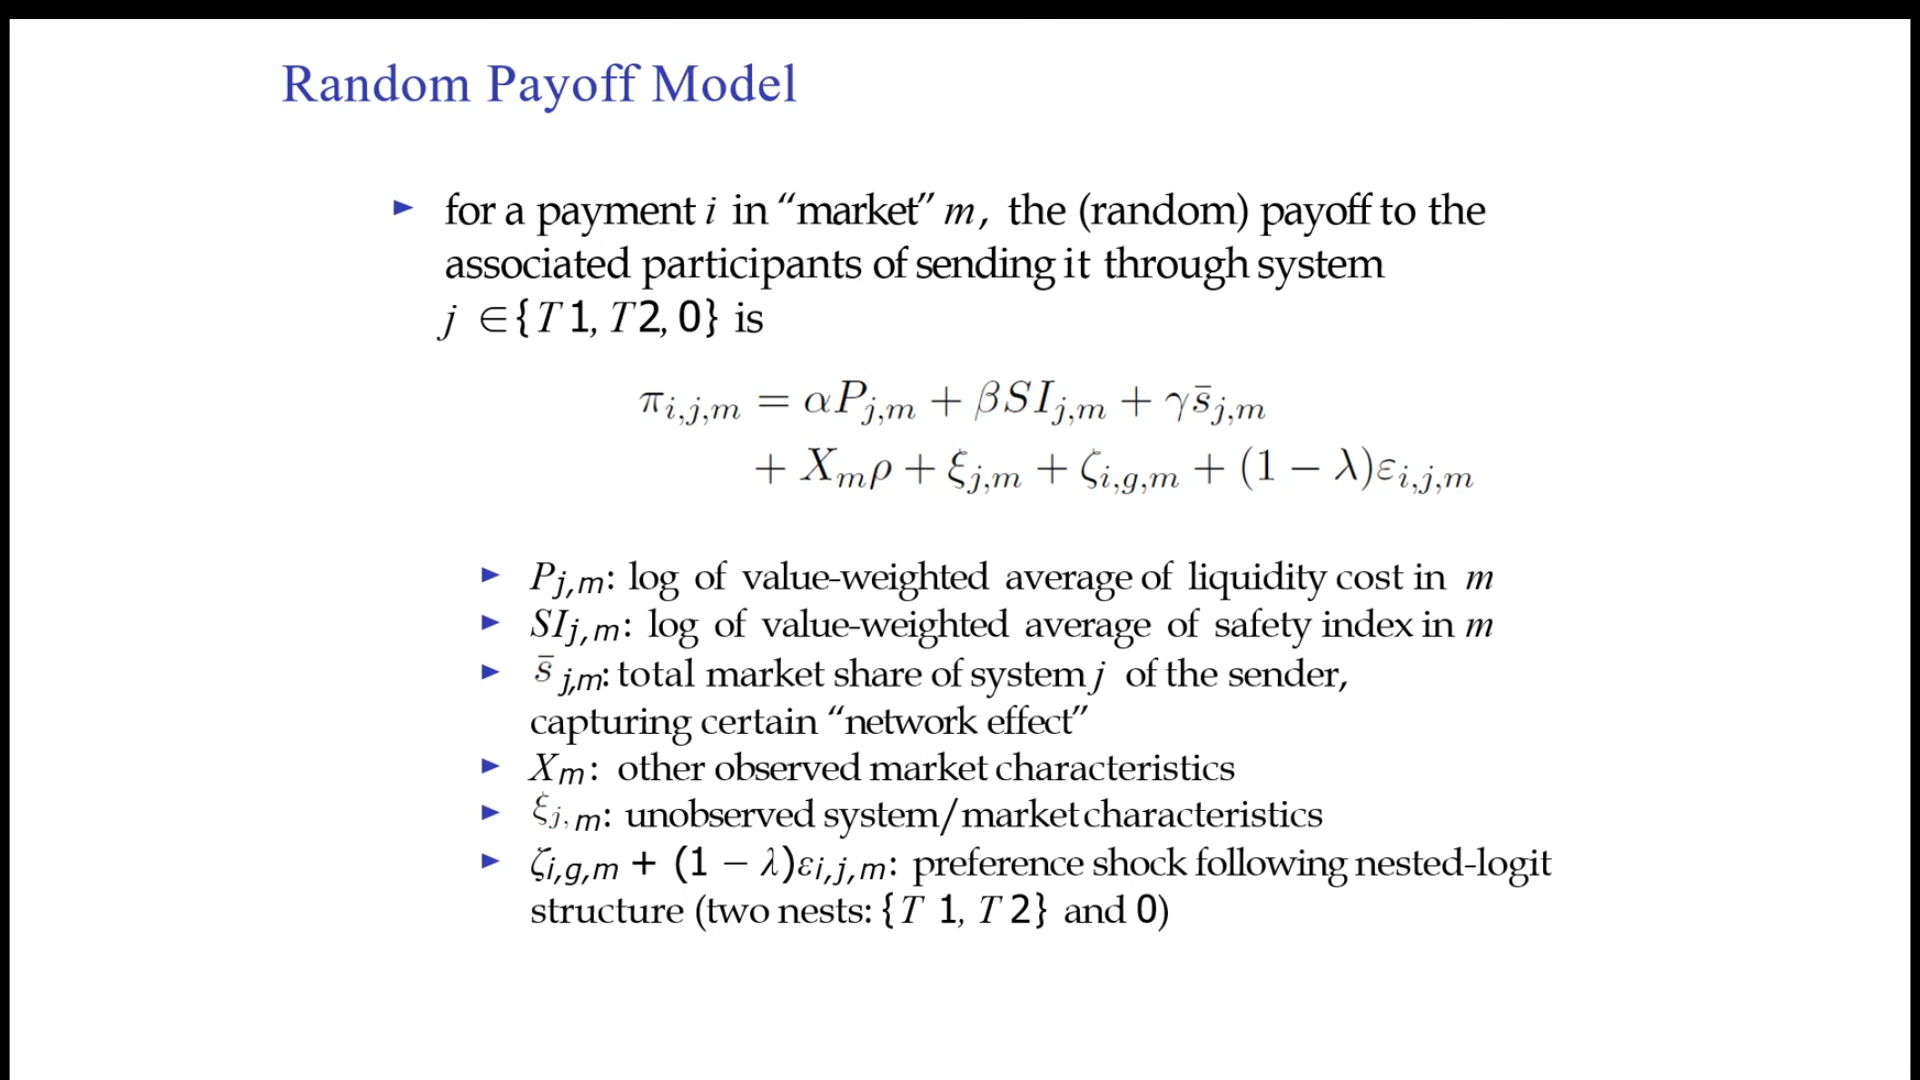 Random Payoff Model
► for a payment i in “market” m, the (random) payoff to the
associated participants of sending it through system
j ∈{T1, T2, 0} is
π_{i,j,m} = αP_{j,m} + βSI_{j,m} + γs̄_{j,m}
+ X_mρ + ξ_{j,m} + ζ_{i,g,m} + (1 − λ)ε_{i,j,m}
► P_{j,m}: log of value-weighted average of liquidity cost in m
► SI_{j,m}: log of value-weighted average of safety index in m
► s̄_{j,m}: total market share of system j of the sender,
capturing certain “network effect”
► X_m: other observed market characteristics
► ξ_{j,m}: unobserved system/market characteristics
► ζ_{i,g,m} + (1 − λ)ε_{i,j,m}: preference shock following nested-logit
structure (two nests: {T 1, T 2} and 0)